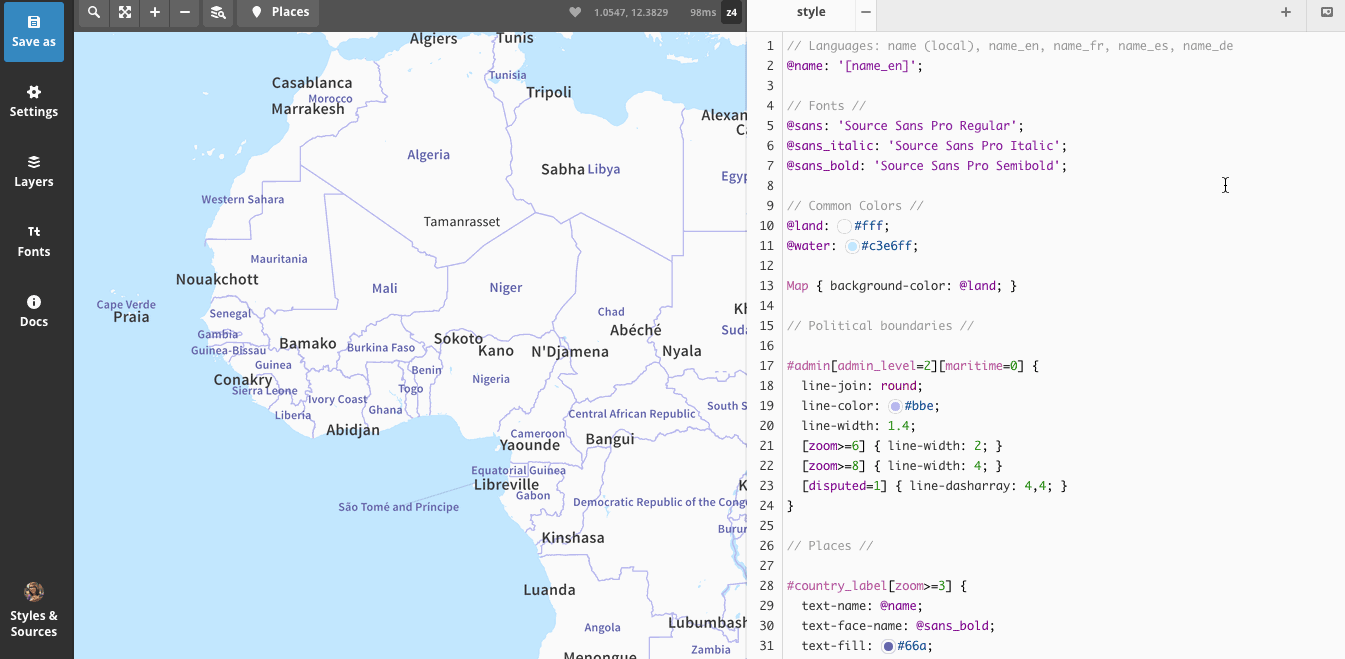 Save as
Settings
Layers
Tt
Fonts
Docs
Styles &
Sources
Places
1.0547, 12.3829 98ms z4
Algiers
Tunis
Casablanca
Tunisia
Morocco
Tripoli
Marrakesh
Alexan
Algeria
Sabha Libya
Egyp
Western Sahara
Tamanrasset
Mauritania
Nouakchott
Mali
Niger
Cape Verde
Praia
Senegal
Chad
Kh
Gambia
Abéché
Suda
Guinea-Bissau
Bamako
Burkina Faso
Sokoto
Kano
N'Djamena
Nyala
Guinea
Benin
Conakry
Nigeria
Sierra Leone
Togo
Ivory Coast
Ghana
South S
Liberia
Central African Republic
Abidjan
Cameroon
Yaounde
Bangui
Equatorial Guinea
Libreville
Gabon
São Tomé and Príncipe
Democratic Republic of the Cong
Burur
Kinshasa
Luanda
Angola
Lubumbash
Zambia
Menongue
style
1 // Languages: name (local), name_en, name_fr, name_es, name_de
2 @name: '[name_en]';
3
4 // Fonts //
5 @sans: 'Source Sans Pro Regular';
6 @sans_italic: 'Source Sans Pro Italic';
7 @sans_bold: 'Source Sans Pro Semibold';
8
9 // Common Colors //
10 @land: #fff;
11 @water: #c3e6ff;
12
13 Map { background-color: @land; }
14
15 // Political boundaries //
16
17 #admin[admin_level=2][maritime=0] {
18 line-join: round;
19 line-color: #bbe;
20 line-width: 1.4;
21 [zoom>=6] { line-width: 2; }
22 [zoom>=8] { line-width: 4; }
23 [disputed=1] { line-dasharray: 4,4; }
24 }
25
26 // Places //
27
28 #country_label[zoom>=3] {
29 text-name: @name;
30 text-face-name: @sans_bold;
31 text-fill: #66a;